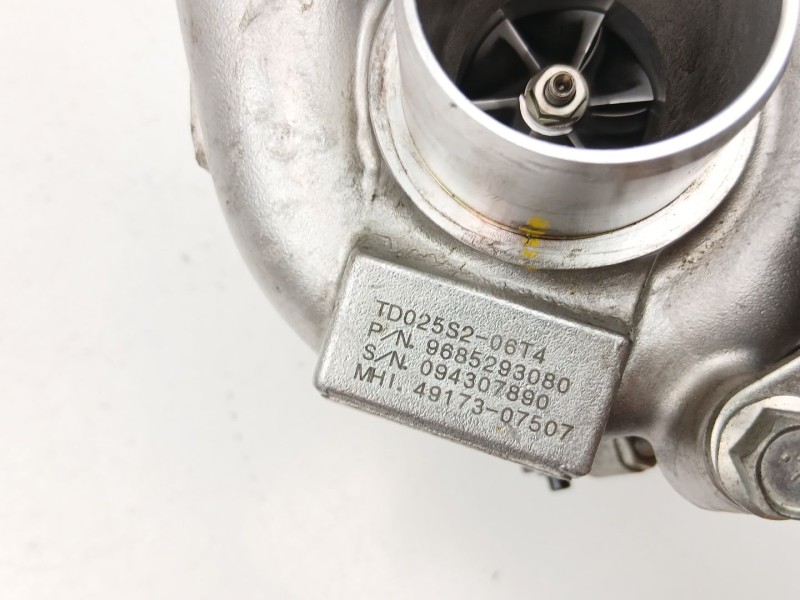 TD025S2-06T4
P/N. 9685293080
S/N. 094307890
MHI. 49173-07507